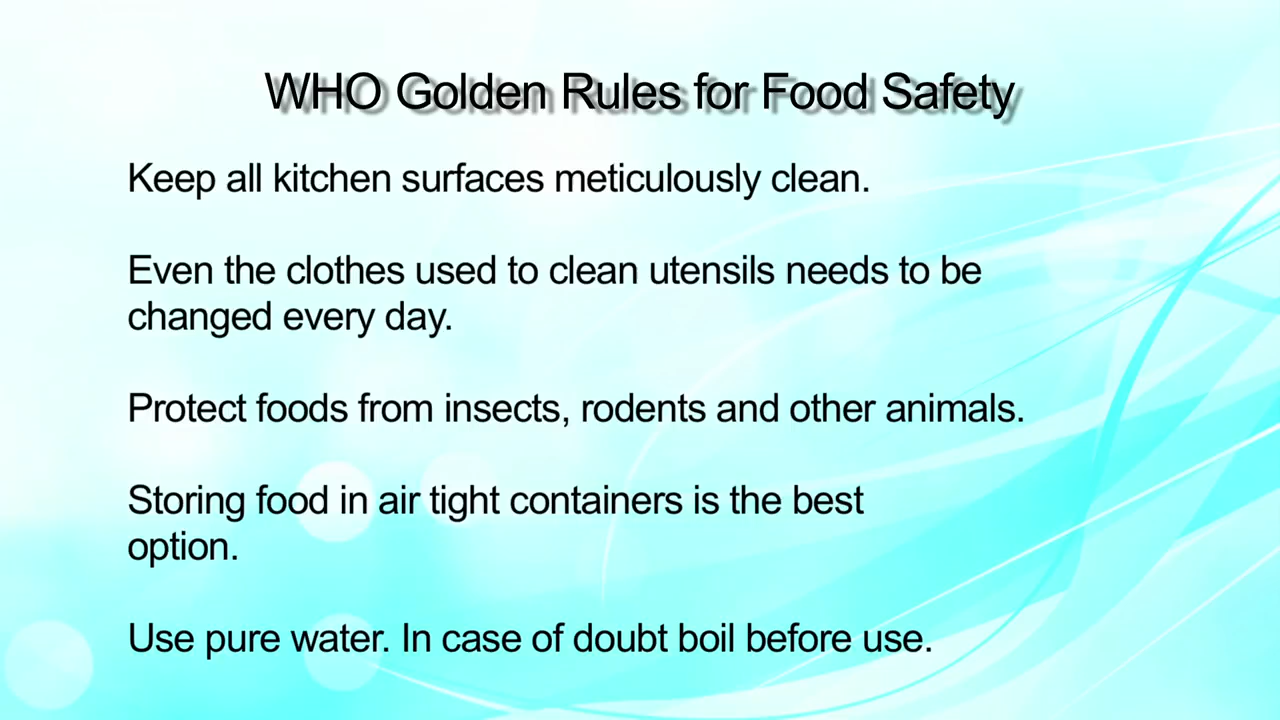 WHO Golden Rules for Food Safety
Keep all kitchen surfaces meticulously clean.
Even the clothes used to clean utensils needs to be
changed every day.
Protect foods from insects, rodents and other animals.
Storing food in air tight containers is the best
option.
Use pure water. In case of doubt boil before use.